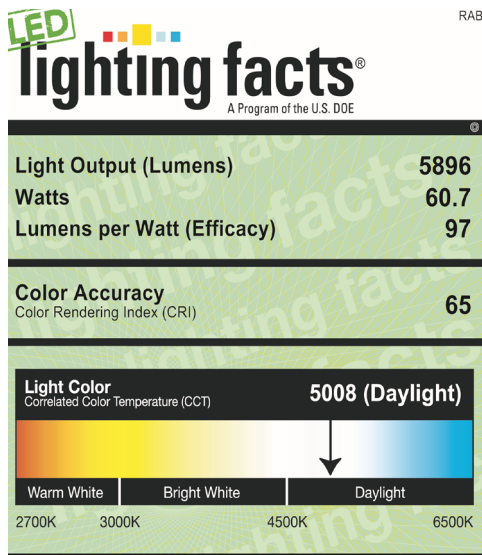 RAB
LED
lighting facts®
A Program of the U.S. DOE
Light Output (Lumens) 5896
Watts 60.7
Lumens per Watt (Efficacy) 97
Color Accuracy
Color Rendering Index (CRI) 65
Light Color
Correlated Color Temperature (CCT) 5008 (Daylight)
Warm White Bright White Daylight
2700K 3000K 4500K 6500K